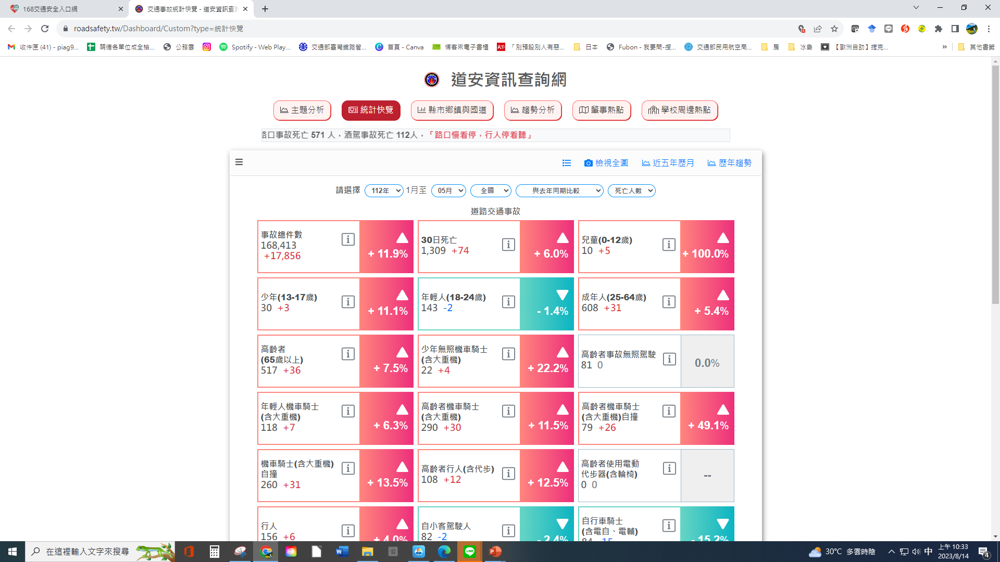 168交通安全入口網
交通事故統計快覽 - 道安資訊查詢
roadsafety.tw/Dashboard/Custom?type=統計快覽
收件匣 (41) - piag9...
萌德各單位成全檢...
公務雲
Spotify - Web Play...
交通部臺灣鐵路管...
首頁 - Canva
博客來電子書櫃
「別預設別人有惡...
日本
Fubon - 我要問-搜...
交通部民用航空局...
房
冰島
【歐洲自助】捷克...
»
其他書籤
道安資訊查詢網
主題分析
統計快覽
縣市鄉鎮與國道
趨勢分析
肇事熱點
學校周邊熱點
路口事故死亡 571 人，酒駕事故死亡 112人，「路口慢看停，行人停看聽」
檢視全圖
近五年歷月
歷年趨勢
請選擇 112年 1月至 05月 全國 與去年同期比較 死亡人數
道路交通事故
事故總件數
168,413
+17,856
+ 11.9%
30日死亡
1,309 +74
+ 6.0%
兒童(0-12歲)
10 +5
+ 100.0%
少年(13-17歲)
30 +3
+ 11.1%
年輕人(18-24歲)
143 -2
- 1.4%
成年人(25-64歲)
608 +31
+ 5.4%
高齡者
(65歲以上)
517 +36
+ 7.5%
少年無照機車騎士
(含大重機)
22 +4
+ 22.2%
高齡者事故無照駕駛
81 0
0.0%
年輕人機車騎士
(含大重機)
118 +7
+ 6.3%
高齡者機車騎士
(含大重機)
290 +30
+ 11.5%
高齡者機車騎士
(含大重機)自撞
79 +26
+ 49.1%
機車騎士(含大重機)
自撞
260 +31
+ 13.5%
高齡者行人(含代步)
108 +12
+ 12.5%
高齡者使用電動
代步器(含輪椅)
0 0
--
行人
156 +6
+ 4.0%
自小客駕駛人
82 -2
- 2.4%
自行車騎士
(含電自、電輔)
84 -15
- 15.2%
在這裡輸入文字來搜尋
30°C 多雲時陰
中
上午 10:33
2023/8/14
4